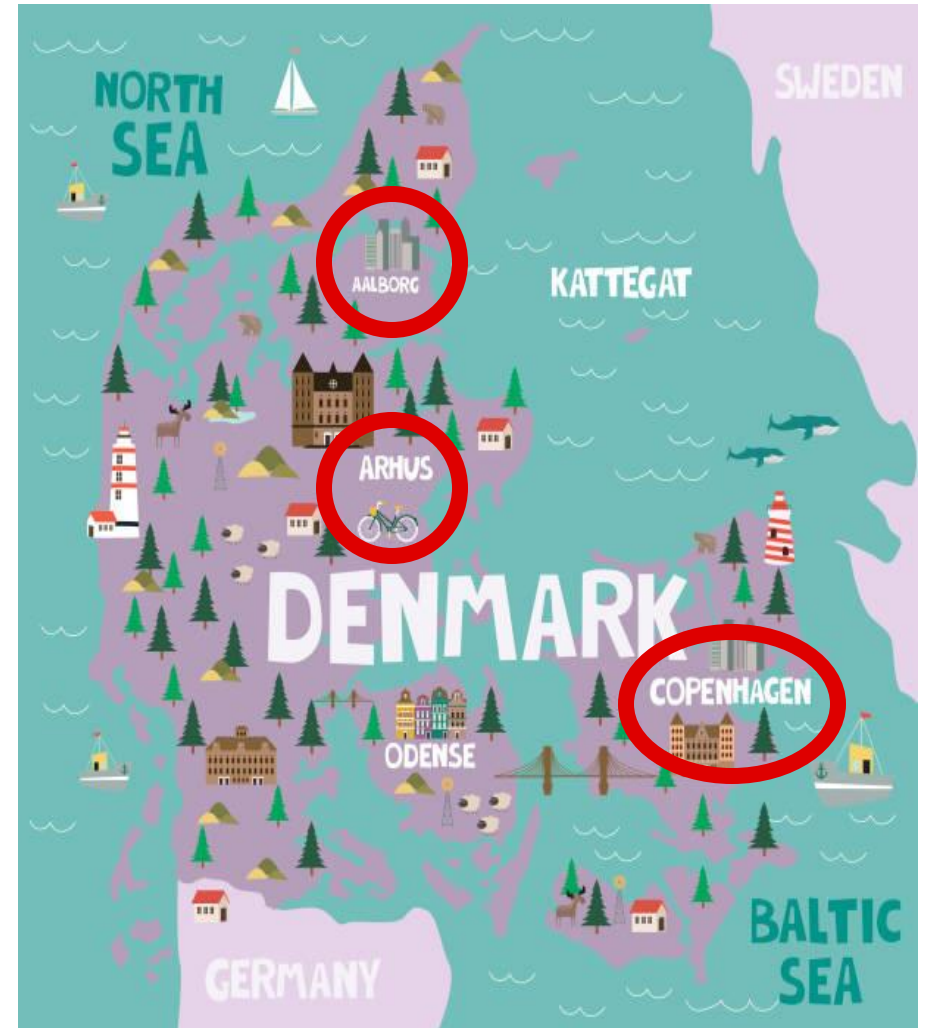 NORTH
SEA
SWEDEN
AALBORG
KATTEGAT
ARHUS
DENMARK
COPENHAGEN
ODENSE
BALTIC
SEA
GERMANY